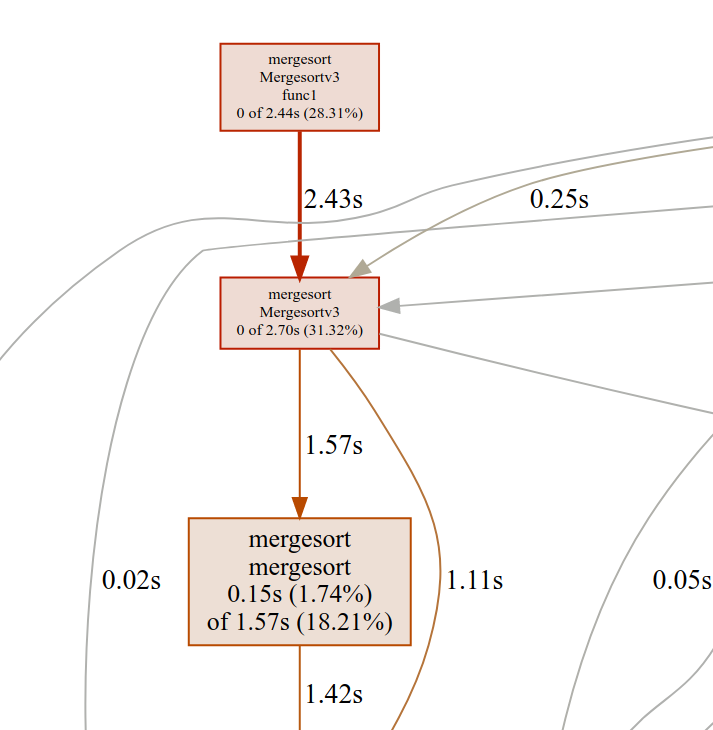 mergesort
Mergesortv3
func1
0 of 2.44s (28.31%)
2.43s
0.25s
mergesort
Mergesortv3
0 of 2.70s (31.32%)
1.57s
mergesort
mergesort
0.15s (1.74%)
of 1.57s (18.21%)
0.02s
1.11s
0.05s
1.42s